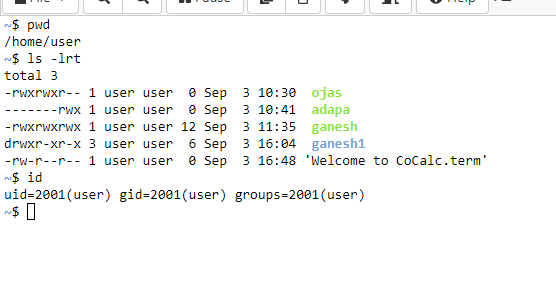 ~$ pwd
/home/user
~$ ls -lrt
total 3
-rwxrwxr-- 1 user user  0 Sep  3 10:30  ojas
-------rwx 1 user user  0 Sep  3 10:41  adapa
-rwxrwxrwx 1 user user 12 Sep  3 11:35  ganesh
drwxr-xr-x 3 user user  6 Sep  3 16:04  ganesh1
-rw-r--r-- 1 user user  0 Sep  3 16:48 'Welcome to CoCalc.term'
~$ id
uid=2001(user) gid=2001(user) groups=2001(user)
~$